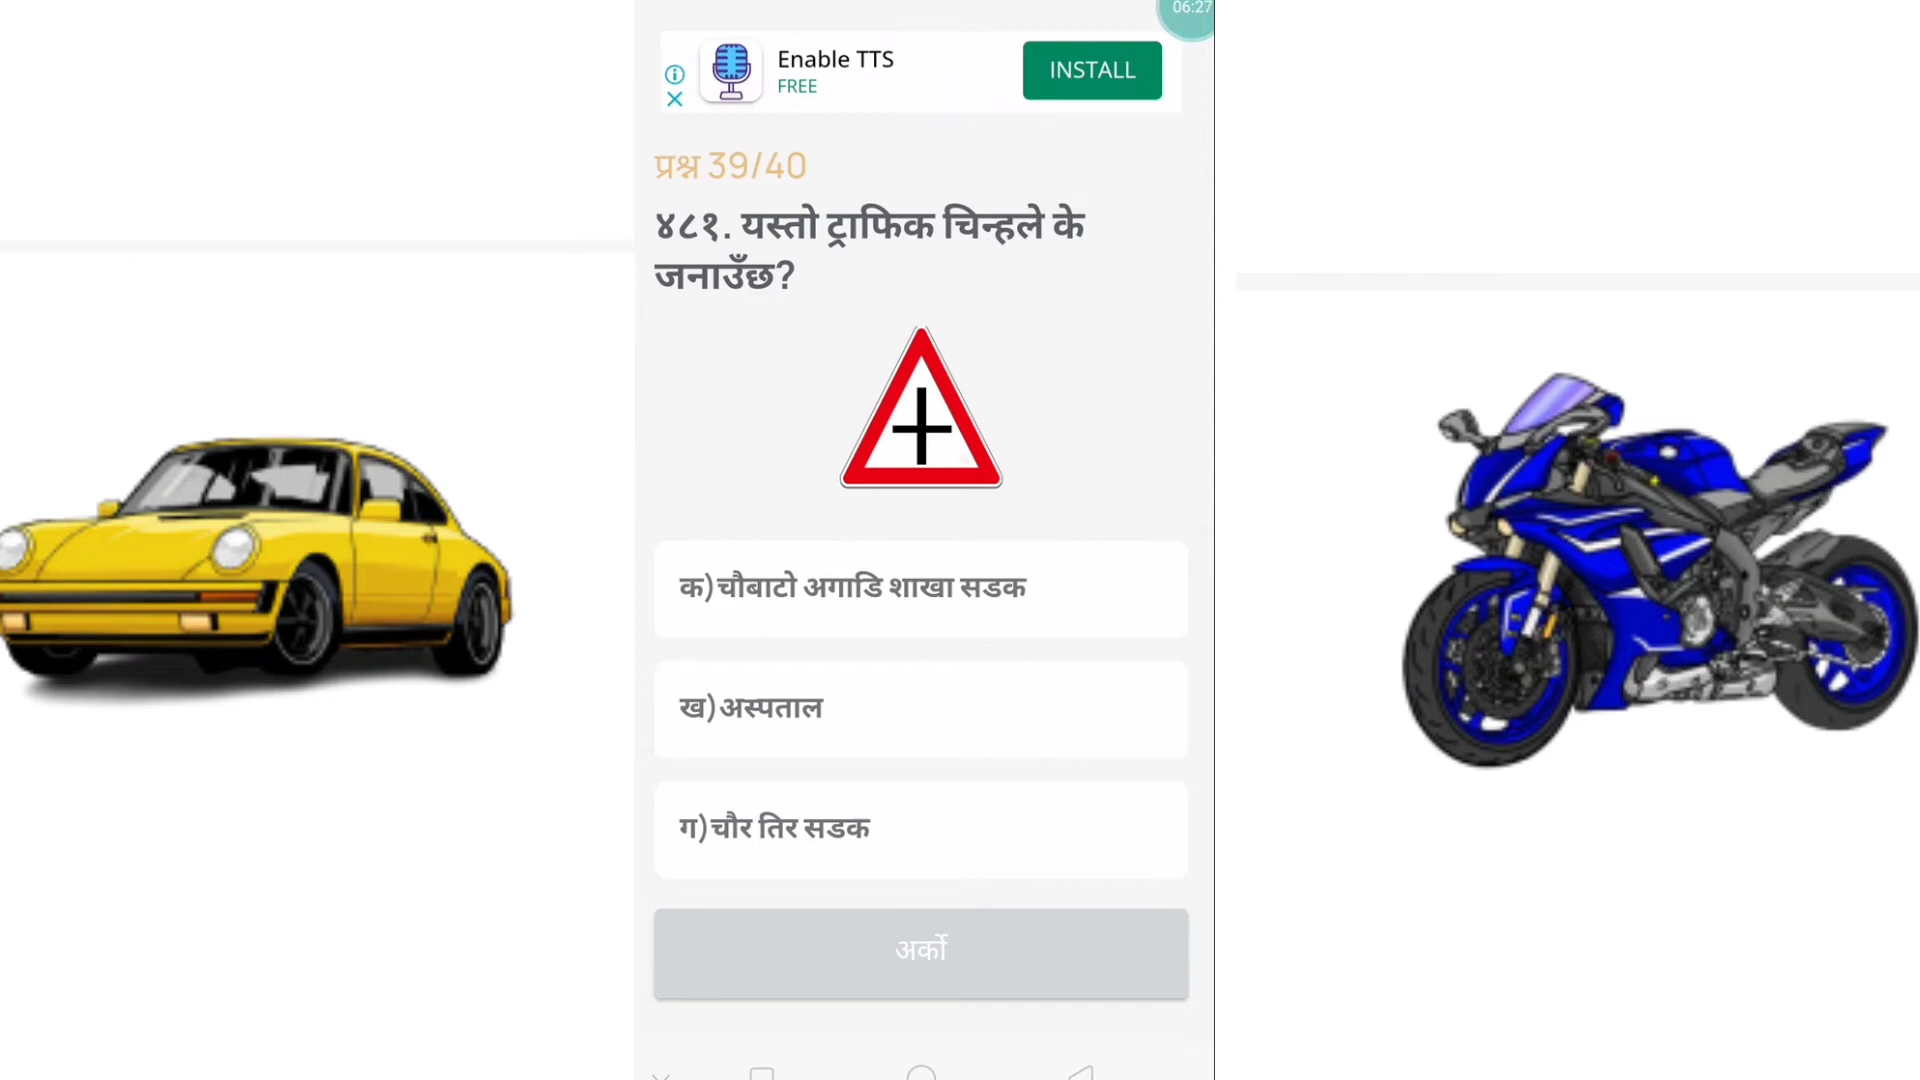 06:27
Enable TTS
FREE
INSTALL
प्रश्न 39/40
४८१. यस्तो ट्राफिक चिन्हले के
जनाउँछ?
क)चौबाटो अगाडि शाखा सडक
ख)अस्पताल
ग)चौर तिर सडक
अर्को